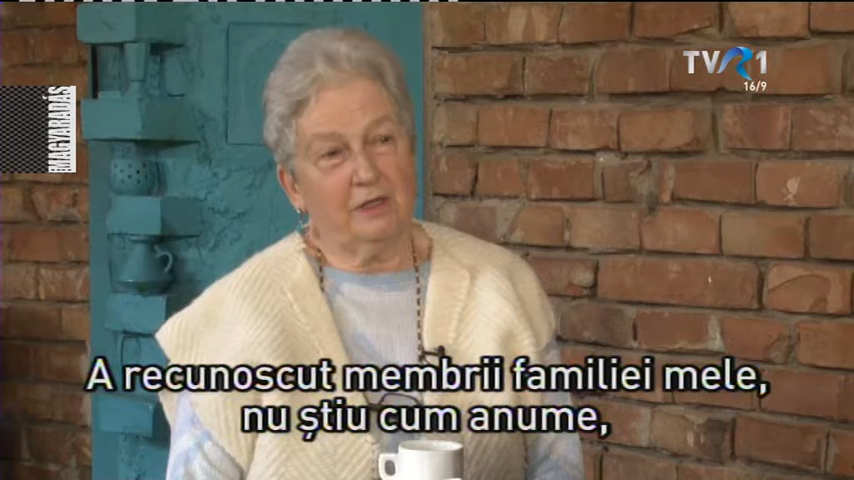 TVR1
16/9
MAGYARADÁS
A recunoscut membrii familiei mele,
nu știu cum anume,